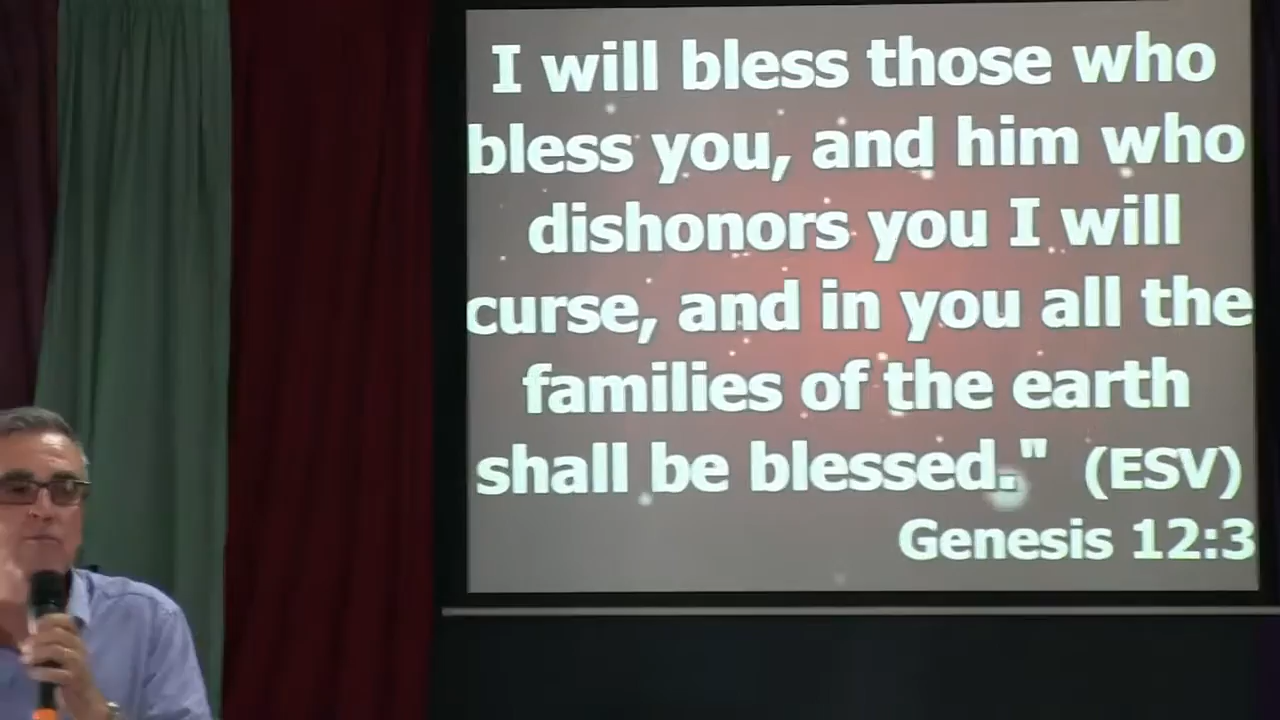 I will bless those who
bless you, and him who
dishonors you I will
curse, and in you all the
families of the earth
shall be blessed." (ESV)
Genesis 12:3